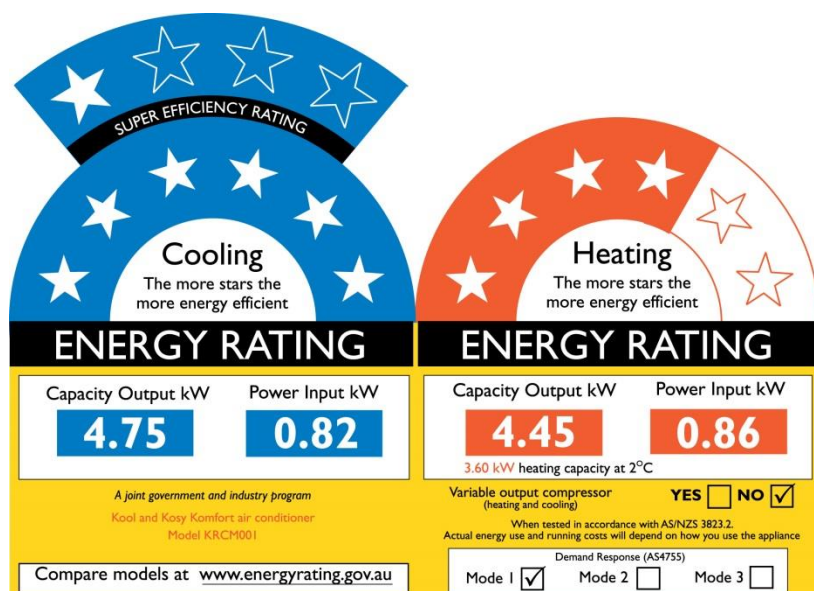 SUPER EFFICIENCY RATING
Cooling
The more stars the
more energy efficient
ENERGY RATING
Capacity Output kW
Power Input kW
4.75
0.82
A joint government and industry program
Kool and Kosy Komfort air conditioner
Model KRCM001
Compare models at www.energyrating.gov.au
Heating
The more stars the
more energy efficient
ENERGY RATING
Capacity Output kW
Power Input kW
4.45
0.86
3.60 kW heating capacity at 2°C
Variable output compressor
(heating and cooling)
YES NO
When tested in accordance with AS/NZS 3823.2.
Actual energy use and running costs will depend on how you use the appliance
Demand Response (AS4755)
Mode 1 Mode 2 Mode 3